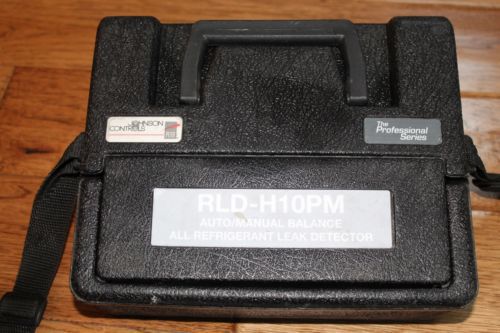 JOHNSON
CONTROLS
The
Professional
Series
RLD-H10PM
AUTO/MANUAL BALANCE
ALL REFRIGERANT LEAK DETECTOR